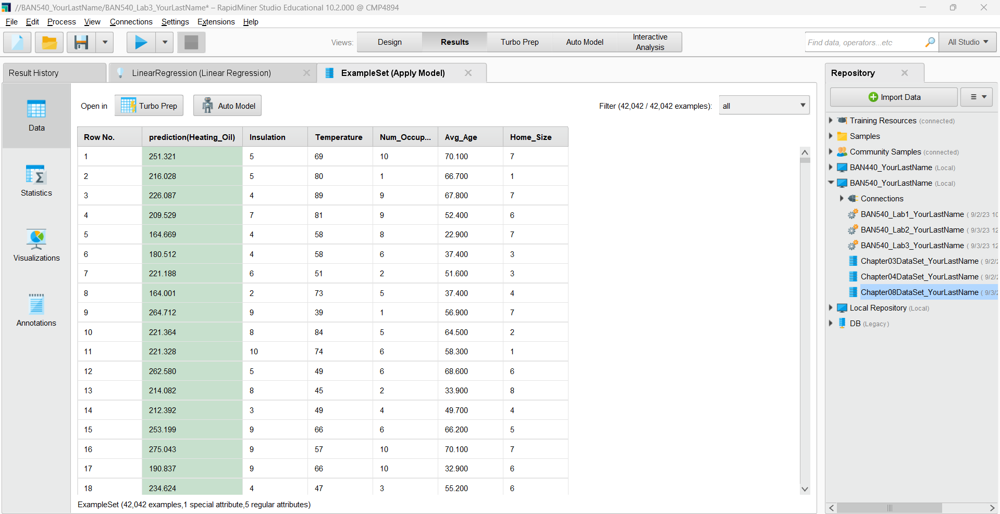 //BAN540_YourLastName/BAN540_Lab3_YourLastName* – RapidMiner Studio Educational 10.2.000 @ CMP4894
File Edit Process View Connections Settings Extensions Help
Views: Design Results Turbo Prep Auto Model Interactive Analysis
Find data, operators...etc All Studio
Result History LinearRegression (Linear Regression) ExampleSet (Apply Model)
Data
Statistics
Visualizations
Annotations
Open in Turbo Prep Auto Model Filter (42,042 / 42,042 examples): all
Row No. prediction(Heating_Oil) Insulation Temperature Num_Occup... Avg_Age Home_Size
1 251.321 5 69 10 70.100 7
2 216.028 5 80 1 66.700 1
3 226.087 4 89 9 67.800 7
4 209.529 7 81 9 52.400 6
5 164.669 4 58 8 22.900 7
6 180.512 4 58 6 37.400 3
7 221.188 6 51 2 51.600 3
8 164.001 2 73 5 37.400 4
9 264.712 9 39 1 56.900 7
10 221.364 8 84 5 64.500 2
11 221.328 10 74 6 58.300 1
12 262.580 5 49 6 68.600 6
13 214.082 8 45 2 33.900 8
14 212.392 3 49 4 49.700 4
15 253.199 9 66 6 66.200 5
16 275.043 9 57 10 70.100 7
17 190.837 9 66 10 32.900 6
18 234.624 4 47 3 55.200 6
ExampleSet (42,042 examples,1 special attribute,5 regular attributes)
Repository
Import Data
Training Resources (connected)
Samples
Community Samples (connected)
BAN440_YourLastName (Local)
BAN540_YourLastName (Local)
Connections
BAN540_Lab1_YourLastName ( 9/2/23 10
BAN540_Lab2_YourLastName ( 9/3/23 12
BAN540_Lab3_YourLastName ( 9/3/23 12
Chapter03DataSet_YourLastName ( 9/2/2
Chapter04DataSet_YourLastName ( 9/2/2
Chapter08DataSet_YourLastName ( 9/3/2
Local Repository (Local)
DB (Legacy)